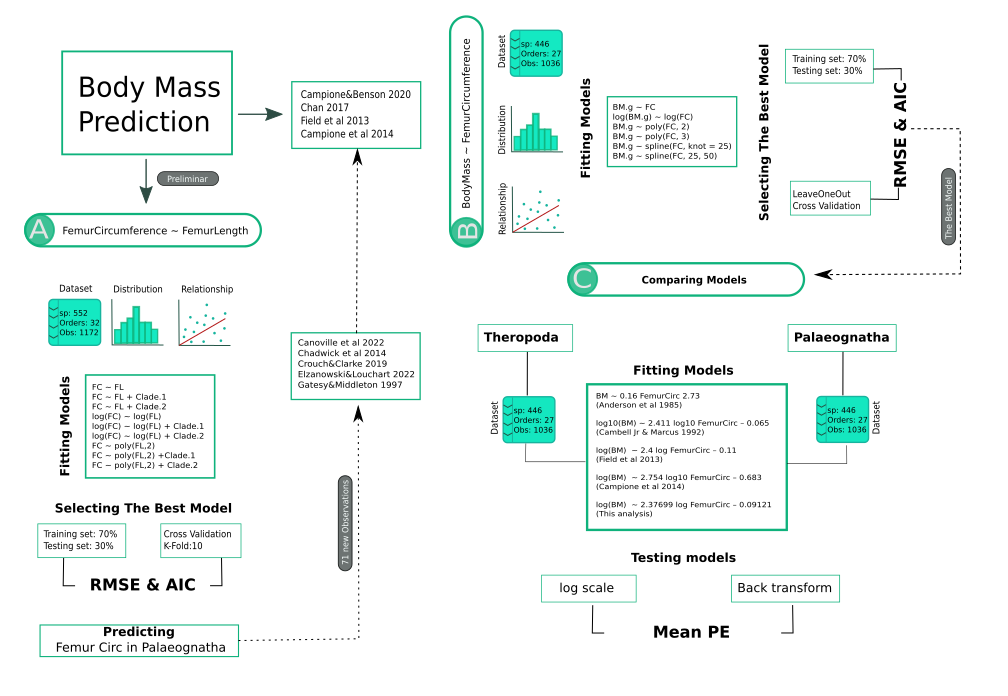 Body Mass
Prediction
Campione&Benson 2020
Chan 2017
Field et al 2013
Campione et al 2014
Preliminar
A
FemurCircumference ~ FemurLength
Dataset
Distribution
Relationship
sp: 552
Orders: 32
Obs: 1172
Fitting Models
FC ~ FL
FC ~ FL + Clade.1
FC ~ FL + Clade.2
log(FC) ~ log(FL)
log(FC) ~ log(FL) + Clade.1
log(FC) ~ log(FL) + Clade.2
FC ~ poly(FL,2)
FC ~ poly(FL,2) +Clade.1
FC ~ poly(FL,2) + Clade.2
Selecting The Best Model
Training set: 70%
Testing set: 30%
Cross Validation
K-Fold:10
RMSE & AIC
Predicting
Femur Circ in Palaeognatha
71 new Observations
Canoville et al 2022
Chadwick et al 2014
Crouch&Clarke 2019
Elzanowski&Louchart 2022
Gatesy&Middleton 1997
B
BodyMass ~ FemurCircumference
Dataset
sp: 446
Orders: 27
Obs: 1036
Distribution
Relationship
Fitting Models
BM.g ~ FC
log(BM.g) ~ log(FC)
BM.g ~ poly(FC, 2)
BM.g ~ poly(FC, 3)
BM.g ~ spline(FC, knot = 25)
BM.g ~ spline(FC, 25, 50)
Selecting The Best Model
Training set: 70%
Testing set: 30%
LeaveOneOut
Cross Validation
RMSE & AIC
The Best Model
C
Comparing Models
Theropoda
Palaeognatha
Dataset
sp: 446
Orders: 27
Obs: 1036
sp: 446
Orders: 27
Obs: 1036
Dataset
Fitting Models
BM ~ 0.16 FemurCirc 2.73
(Anderson et al 1985)
log10(BM) ~ 2.411 log10 FemurCirc – 0.065
(Cambell Jr & Marcus 1992)
log(BM) ~ 2.4 log FemurCirc – 0.11
(Field et al 2013)
log(BM) ~ 2.754 log10 FemurCirc – 0.683
(Campione et al 2014)
log(BM) ~ 2.37699 log FemurCirc – 0.09121
(This analysis)
Testing models
log scale
Back transform
Mean PE